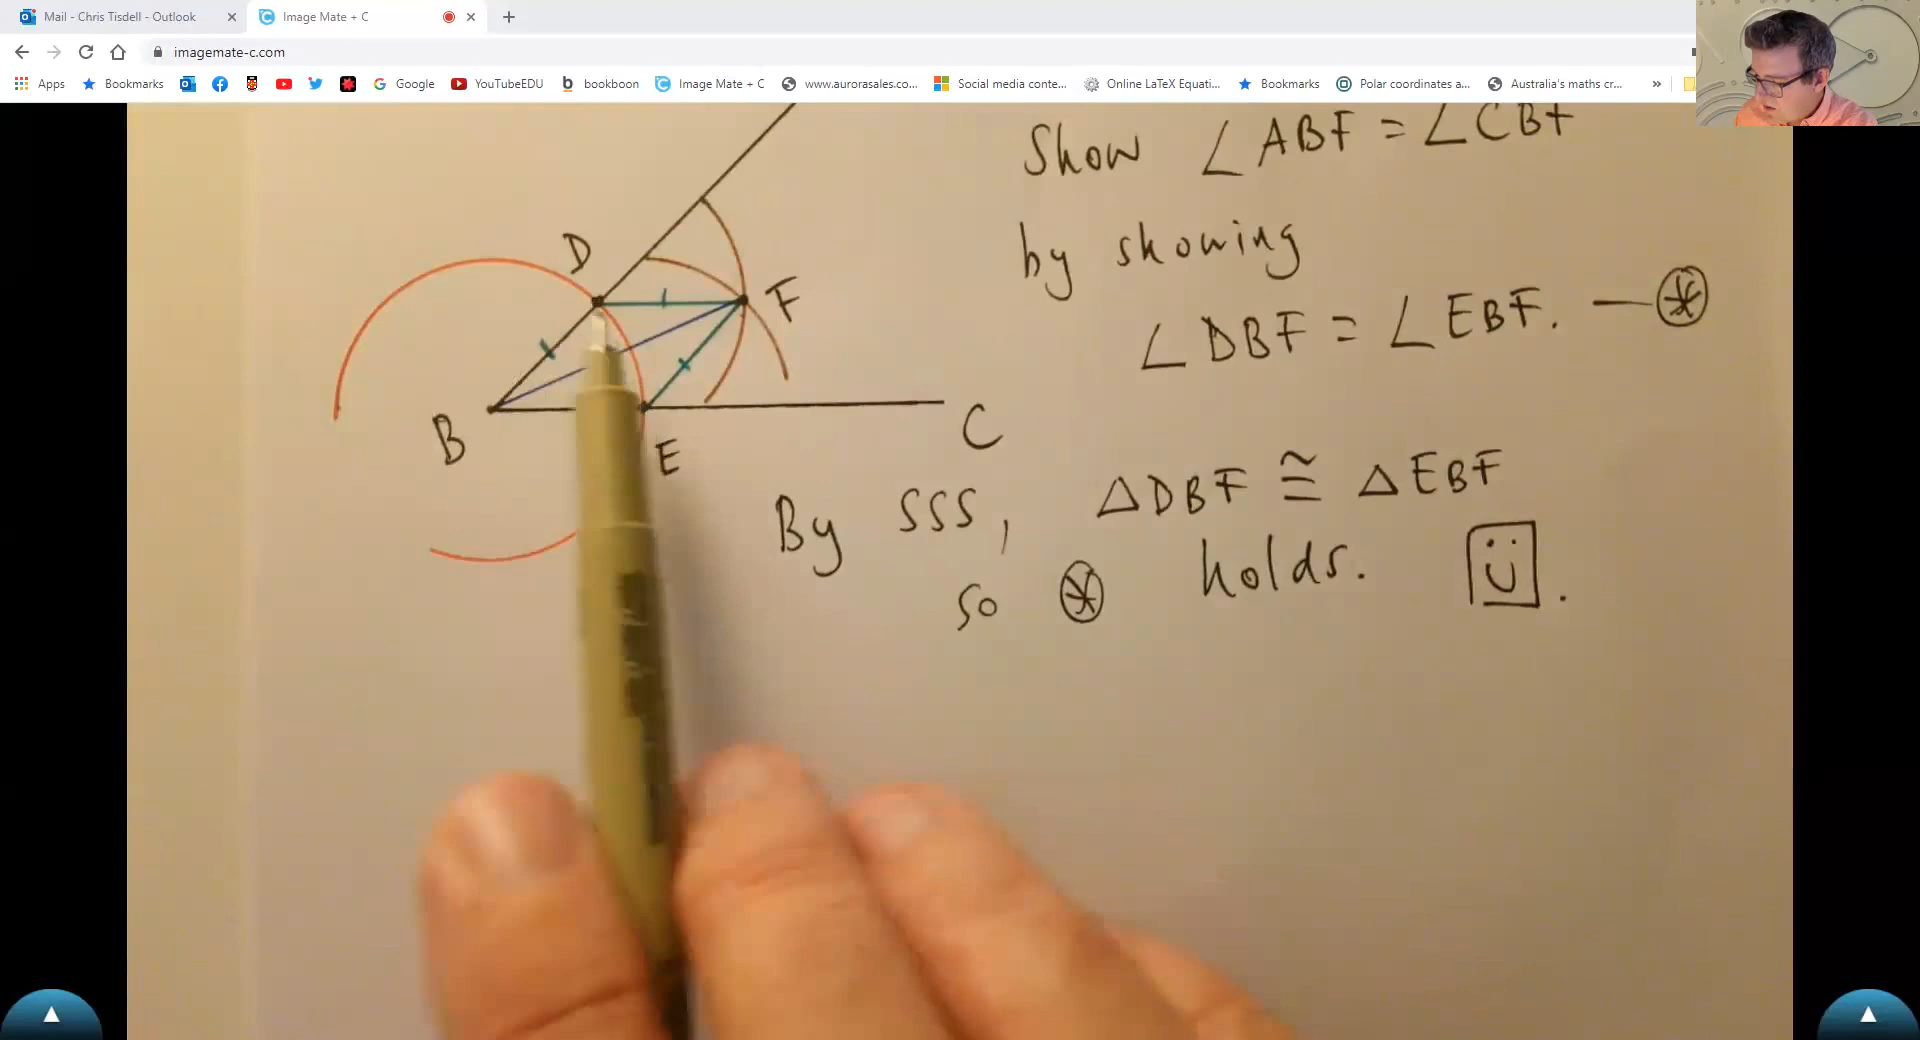 Mail - Chris Tisdell - Outlook
Image Mate + C
imagemate-c.com
Apps
Bookmarks
Google
YouTubeEDU
bookboon
Image Mate + C
www.aurorasales.co...
Social media conte...
Online LaTeX Equati...
Bookmarks
Polar coordinates a...
Australia's maths cr...
»
Show ∠ABF = ∠CBF
by showing
∠DBF = ∠EBF. — ⊛
D
F
B
E
C
By SSS, △DBF ≅ △EBF
so ⊛ holds.